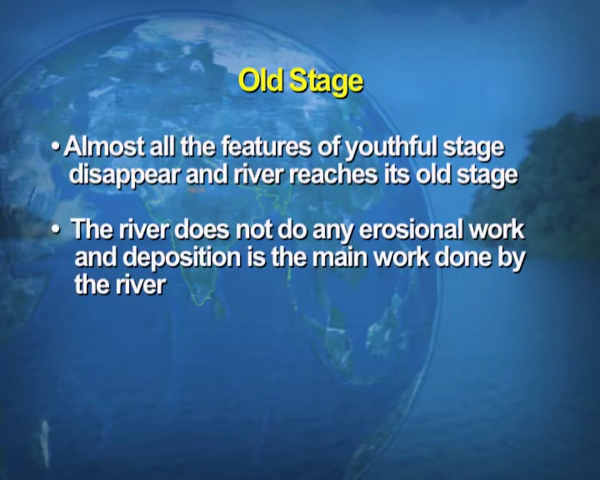 Old Stage
• Almost all the features of youthful stage
disappear and river reaches its old stage
• The river does not do any erosional work
and deposition is the main work done by
the river